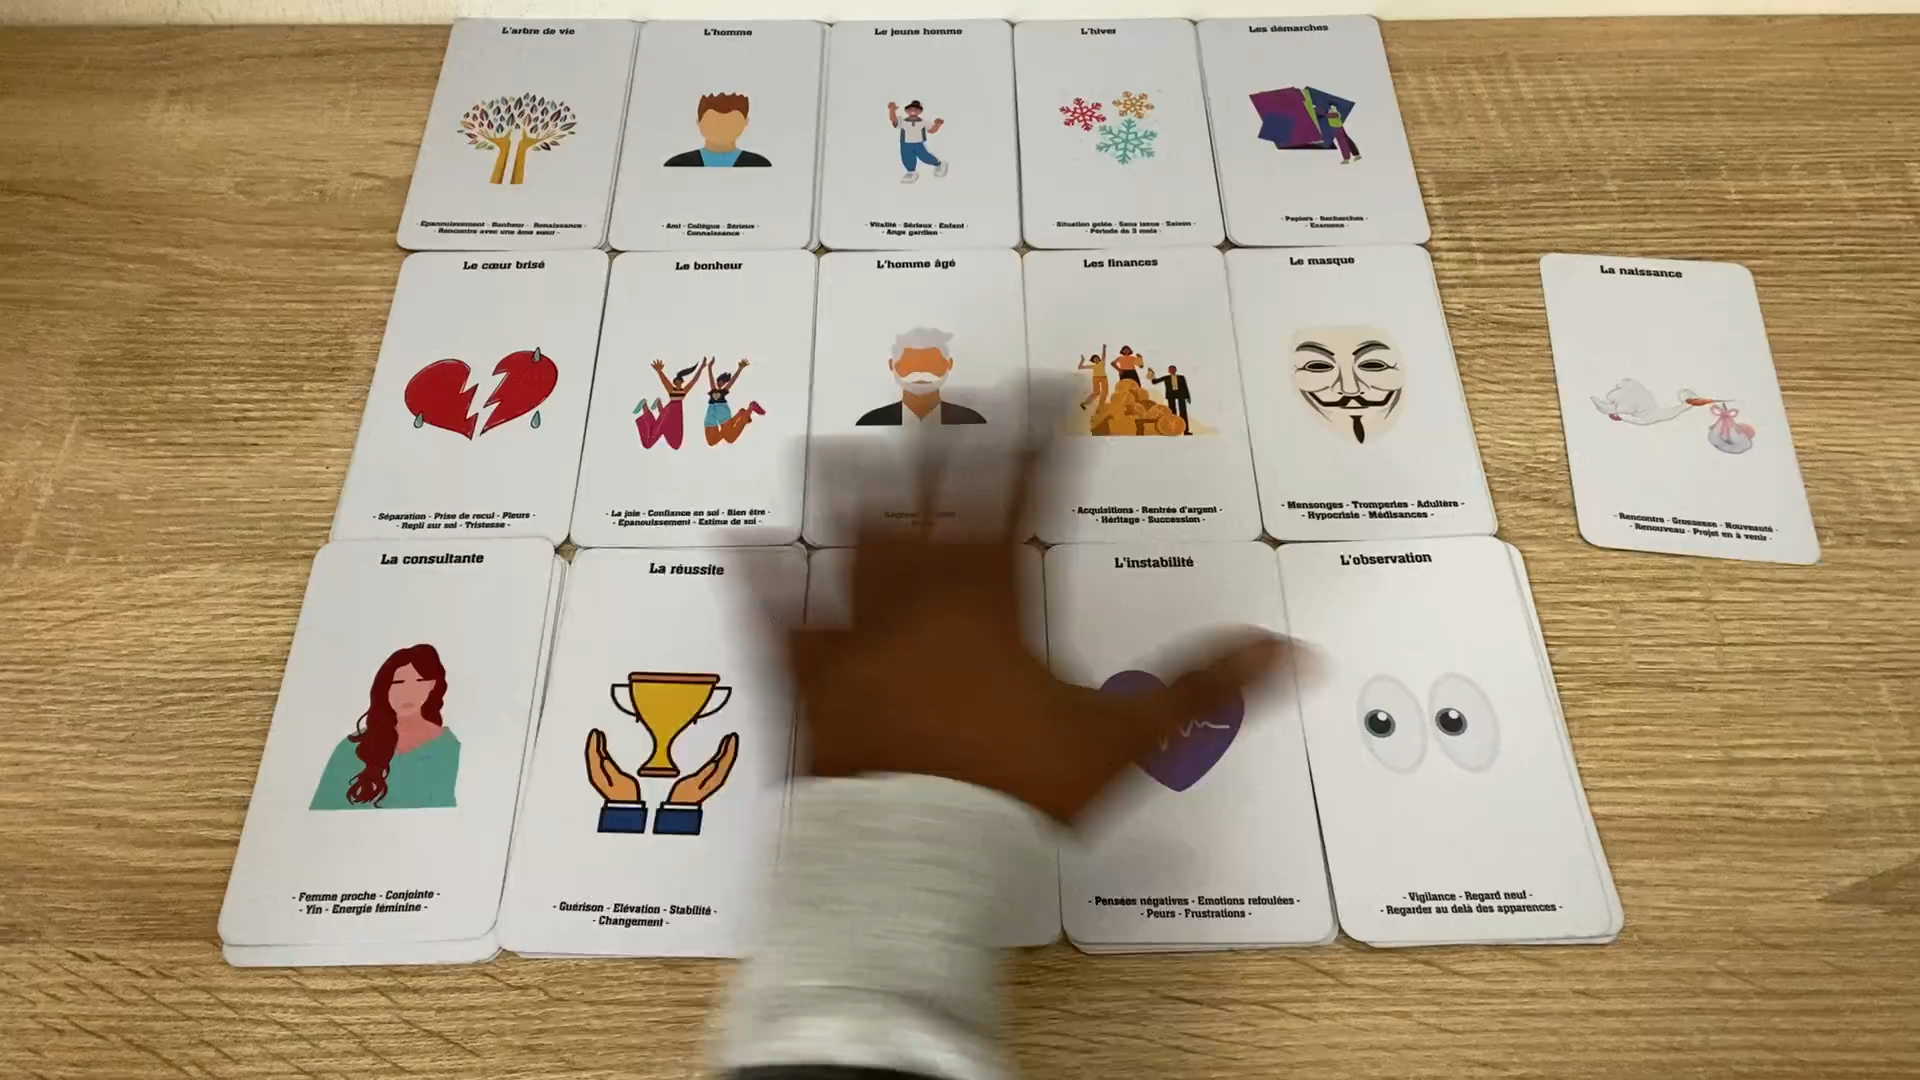 L'arbre de vie
- Epanouissement - Bonheur - Renaissance -
- Rencontre avec une âme sœur -
L'homme
- Ami - Collègue - Sérieux -
- Connaissance -
Le jeune homme
- Vitalité - Sérieux - Enfant -
- Ange gardien -
L'hiver
- Situation gelée - Sans issue - Saison -
- Période de 3 mois -
Les démarches
- Papiers - Recherches -
- Examens -
Le cœur brisé
- Séparation - Prise de recul - Pleurs -
- Repli sur soi - Tristesse -
Le bonheur
- La joie - Confiance en soi - Bien être -
- Epanouissement - Estime de soi -
L'homme âgé
Les finances
- Acquisitions - Rentrée d'argent -
- Héritage - Succession -
Le masque
- Mensonges - Tromperies - Adultère -
- Hypocrisie - Médisances -
La naissance
- Rencontre - Grossesse - Nouveauté -
- Renouveau - Projet en à venir -
La consultante
- Femme proche - Conjointe -
- Yin - Energie féminine -
La réussite
- Guérison - Elévation - Stabilité -
- Changement -
L'instabilité
- Pensées négatives - Emotions refoulées -
- Peurs - Frustrations -
L'observation
- Vigilance - Regard neuf -
- Regarder au delà des apparences -